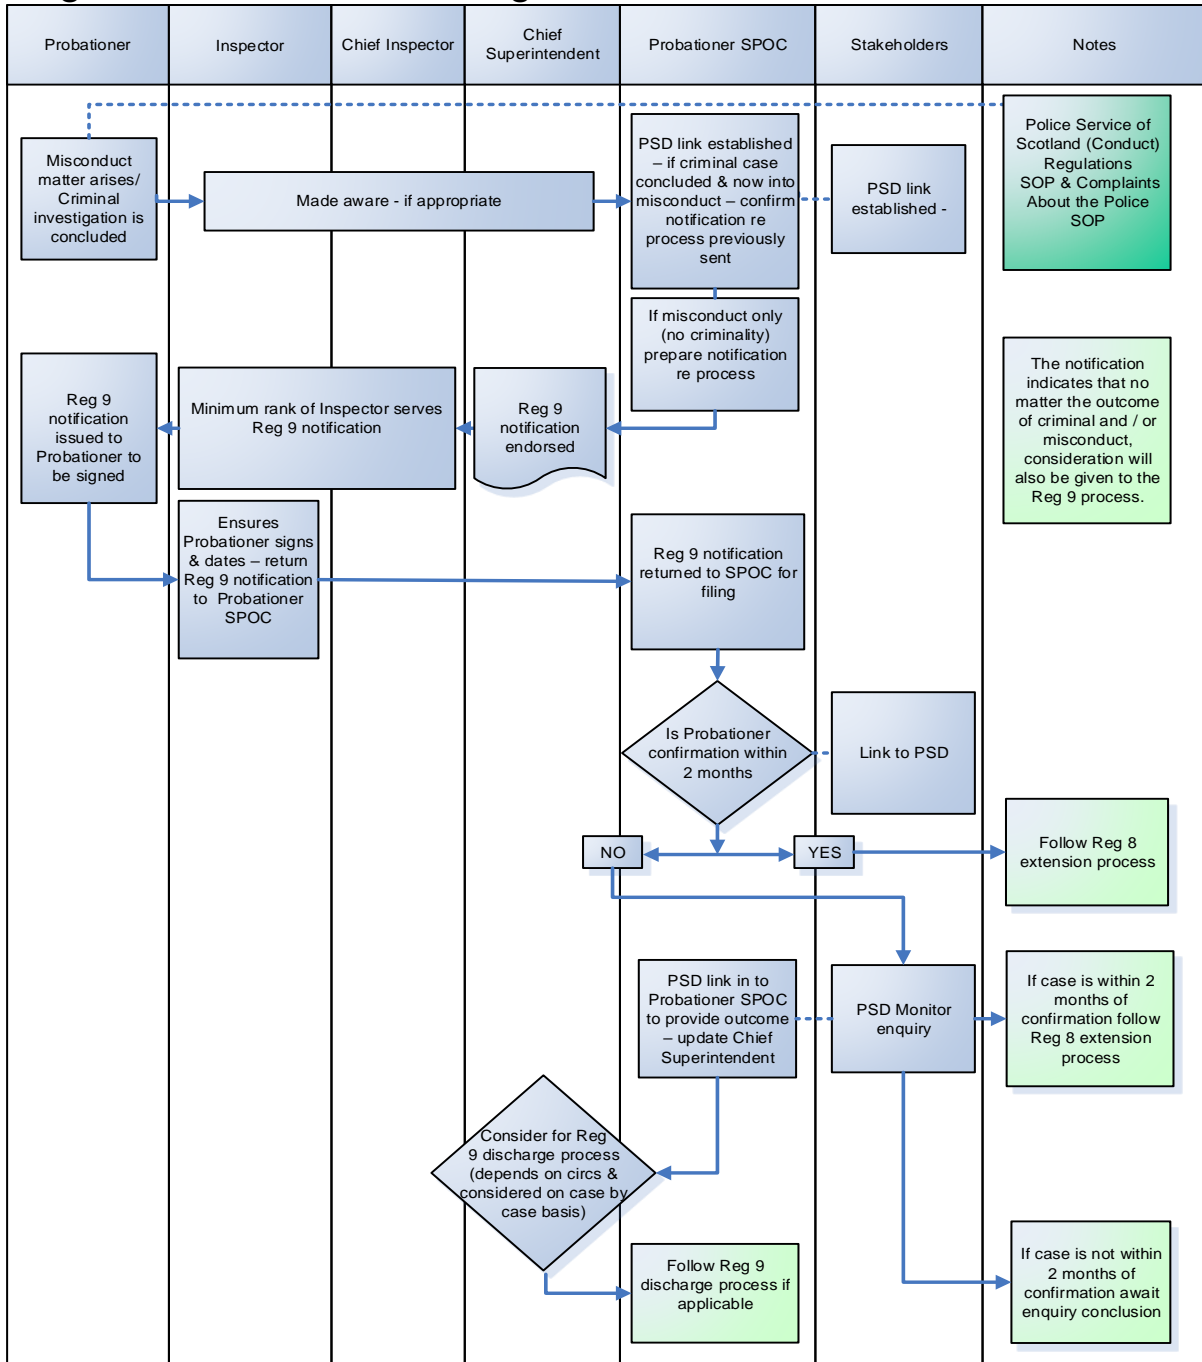 Probationer
Inspector
Chief Inspector
Chief
Superintendent
Probationer SPOC
Stakeholders
Notes
Misconduct
matter arises/
Criminal
investigation is
concluded
Made aware - if appropriate
PSD link established
– if criminal case
concluded & now into
misconduct – confirm
notification re
process previously
sent
PSD link
established -
Police Service of
Scotland (Conduct)
Regulations
SOP & Complaints
About the Police
SOP
If misconduct only
(no criminality)
prepare notification
re process
The notification
indicates that no
matter the outcome
of criminal and / or
misconduct,
consideration will
also be given to the
Reg 9 process.
Reg 9
notification
issued to
Probationer to
be signed
Minimum rank of Inspector serves
Reg 9 notification
Reg 9
notification
endorsed
Ensures
Probationer signs
& dates – return
Reg 9 notification
to Probationer
SPOC
Reg 9 notification
returned to SPOC for
filing
Is Probationer
confirmation within
2 months
Link to PSD
NO
YES
Follow Reg 8
extension process
PSD link in to
Probationer SPOC
to provide outcome
– update Chief
Superintendent
PSD Monitor
enquiry
If case is within 2
months of
confirmation follow
Reg 8 extension
process
Consider for Reg
9 discharge process
(depends on circs &
considered on case by
case basis)
Follow Reg 9
discharge process if
applicable
If case is not within
2 months of
confirmation await
enquiry conclusion